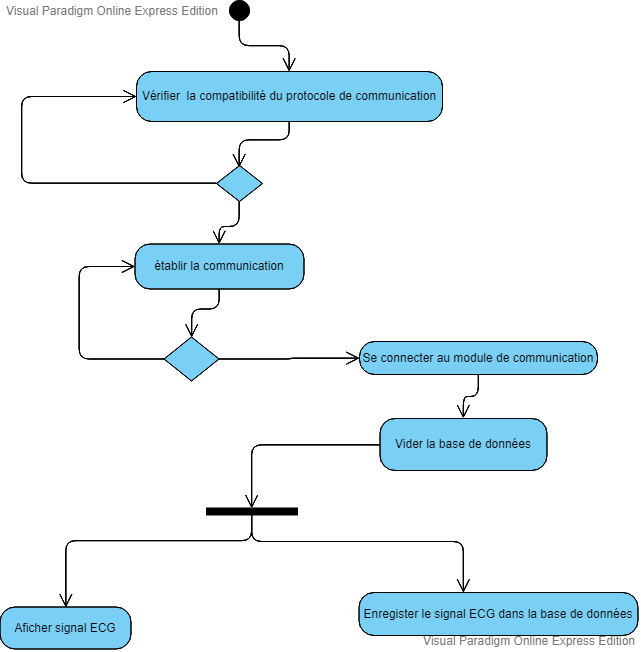 Visual Paradigm Online Express Edition
Vérifier la compatibilité du protocole de communication
établir la communication
Se connecter au module de communication
Vider la base de données
Aficher signal ECG
Enregister le signal ECG dans la base de données
Visual Paradigm Online Express Edition